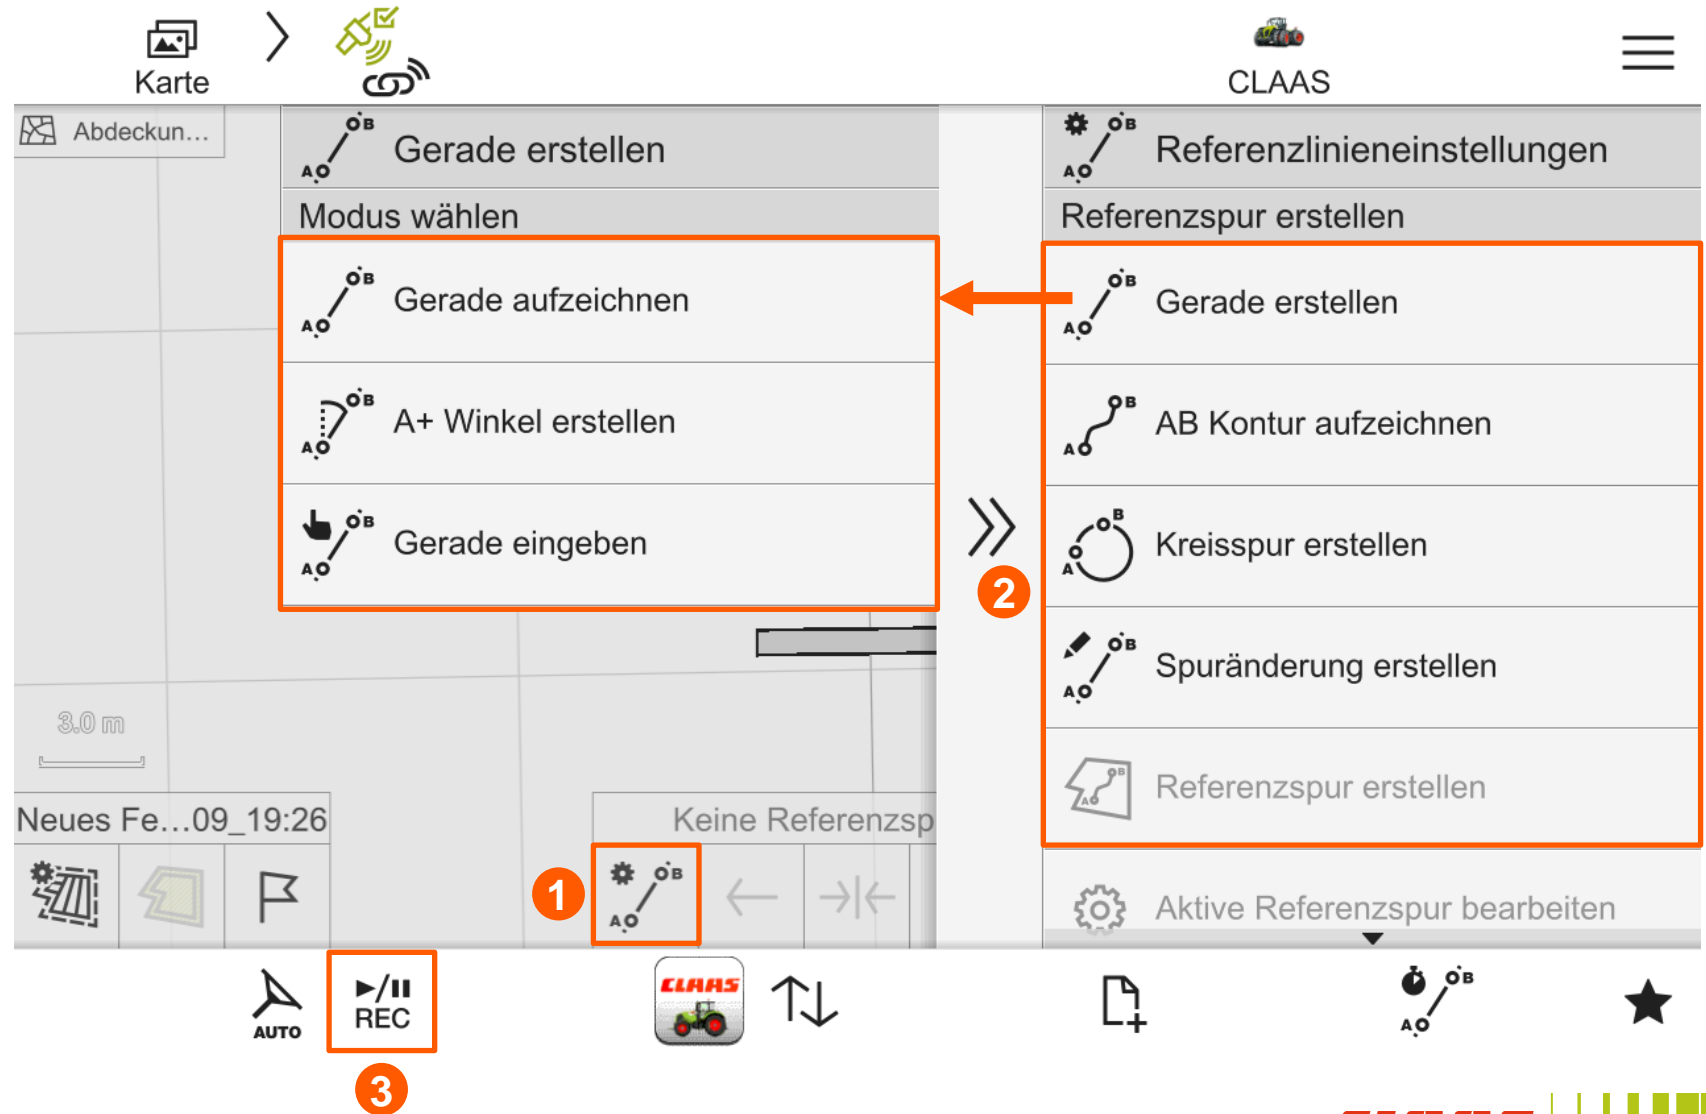 Karte
CLAAS
Abdeckun...
Gerade erstellen
Modus wählen
Gerade aufzeichnen
A+ Winkel erstellen
Gerade eingeben
Referenzlinieneinstellungen
Referenzspur erstellen
Gerade erstellen
AB Kontur aufzeichnen
Kreisspur erstellen
Spuränderung erstellen
Referenzspur erstellen
Aktive Referenzspur bearbeiten
2
3.0 m
Neues Fe...09_19:26
Keine Referenzsp
1
A B
AUTO
REC
CLAAS
A B
3